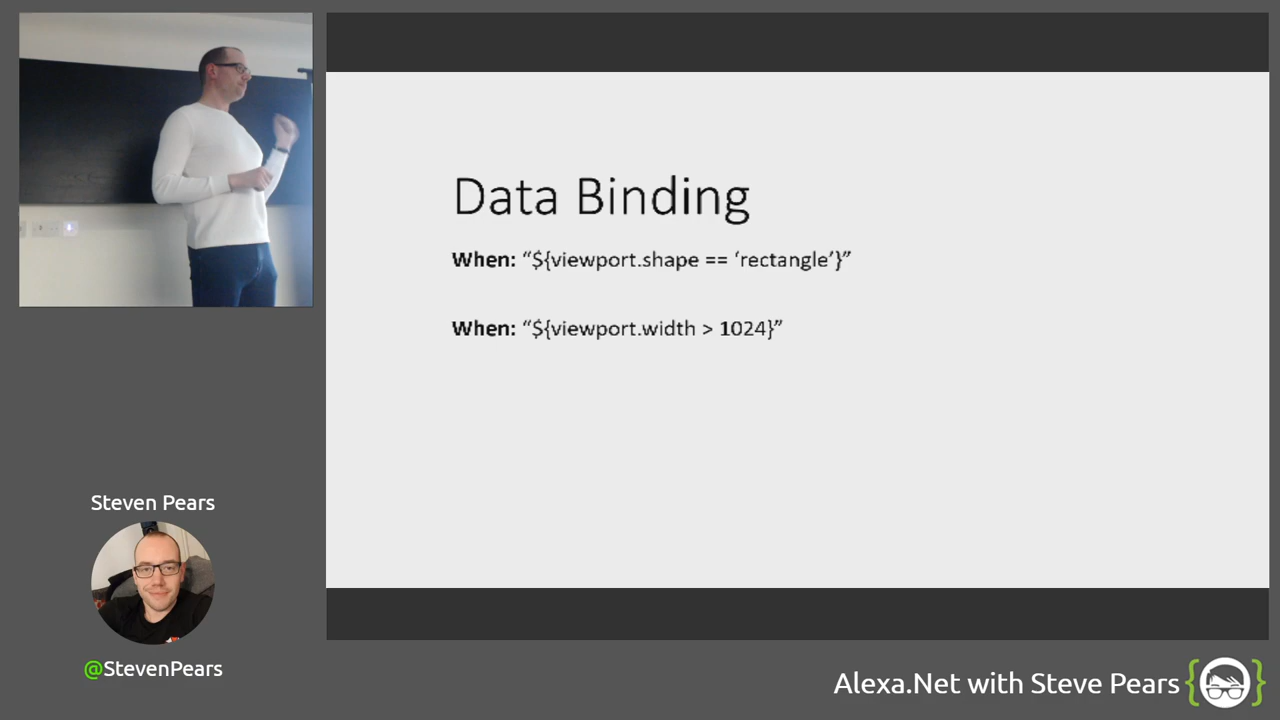 Data Binding
When: “${viewport.shape == ‘rectangle’}”
When: “${viewport.width > 1024}”
Steven Pears
@StevenPears
Alexa.Net with Steve Pears